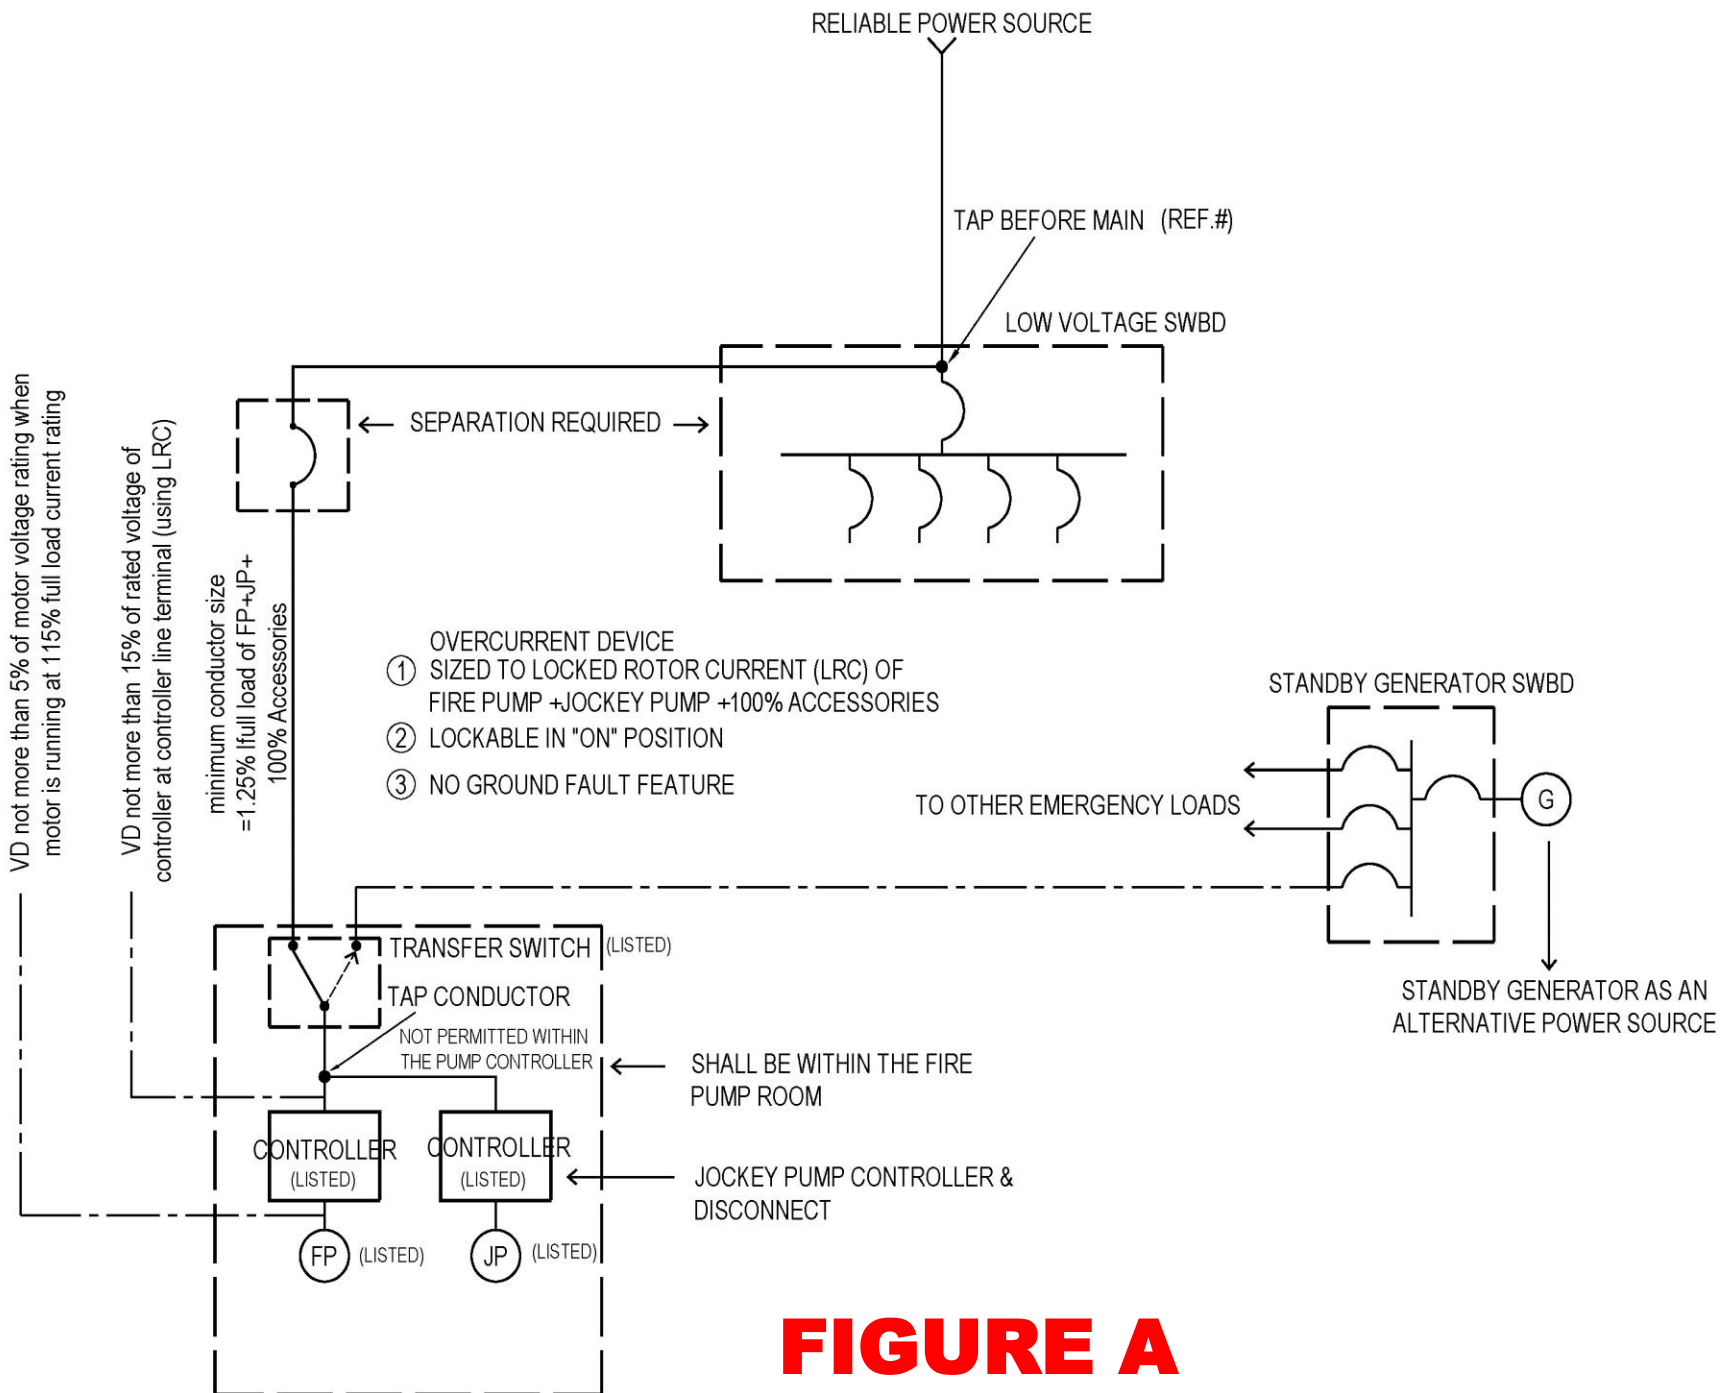 RELIABLE POWER SOURCE
TAP BEFORE MAIN (REF.#)
LOW VOLTAGE SWBD
SEPARATION REQUIRED
VD not more than 5% of motor voltage rating when
motor is running at 115% full load current rating
VD not more than 15% of rated voltage of
controller at controller line terminal (using LRC)
minimum conductor size
=1.25% Ifull load of FP+JP+
100% Accessories
OVERCURRENT DEVICE
1 SIZED TO LOCKED ROTOR CURRENT (LRC) OF
FIRE PUMP +JOCKEY PUMP +100% ACCESSORIES
2 LOCKABLE IN "ON" POSITION
3 NO GROUND FAULT FEATURE
STANDBY GENERATOR SWBD
TO OTHER EMERGENCY LOADS
G
STANDBY GENERATOR AS AN
ALTERNATIVE POWER SOURCE
TRANSFER SWITCH (LISTED)
TAP CONDUCTOR
NOT PERMITTED WITHIN
THE PUMP CONTROLLER
SHALL BE WITHIN THE FIRE
PUMP ROOM
CONTROLLER
(LISTED)
CONTROLLER
(LISTED)
JOCKEY PUMP CONTROLLER &
DISCONNECT
FP (LISTED)
JP (LISTED)
FIGURE A